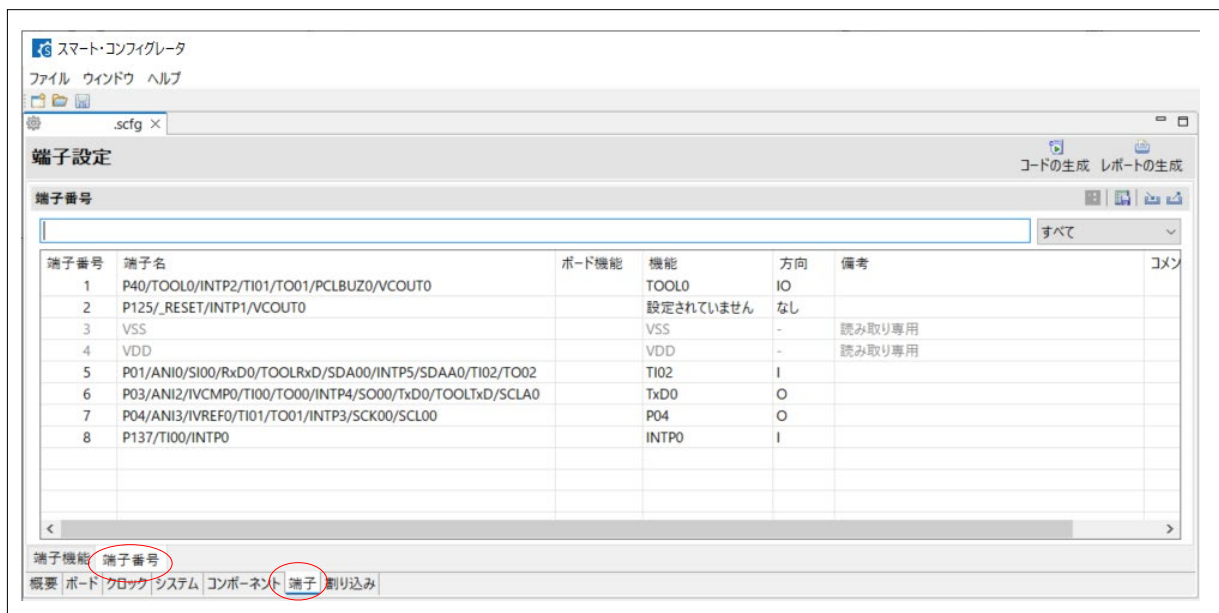 スマート・コンフィグレータ
ファイル ウィンドウ ヘルプ
.scfg ×
端子設定
コードの生成 レポートの生成
端子番号
すべて
端子番号 端子名 ボード機能 機能 方向 備考 コメン
1 P40/TOOL0/INTP2/TI01/TO01/PCLBUZ0/VCOUT0 TOOL0 IO
2 P125/_RESET/INTP1/VCOUT0 設定されていません なし
3 VSS VSS - 読み取り専用
4 VDD VDD - 読み取り専用
5 P01/ANI0/SI00/RxD0/TOOLRxD/SDA00/INTP5/SDAA0/TI02/TO02 TI02 I
6 P03/ANI2/IVCMP0/TI00/TO00/INTP4/SO00/TxD0/TOOLTxD/SCLA0 TxD0 O
7 P04/ANI3/IVREF0/TI01/TO01/INTP3/SCK00/SCL00 P04 O
8 P137/TI00/INTP0 INTP0 I
端子機能 端子番号
概要 ボード クロック システム コンポーネント 端子 割り込み